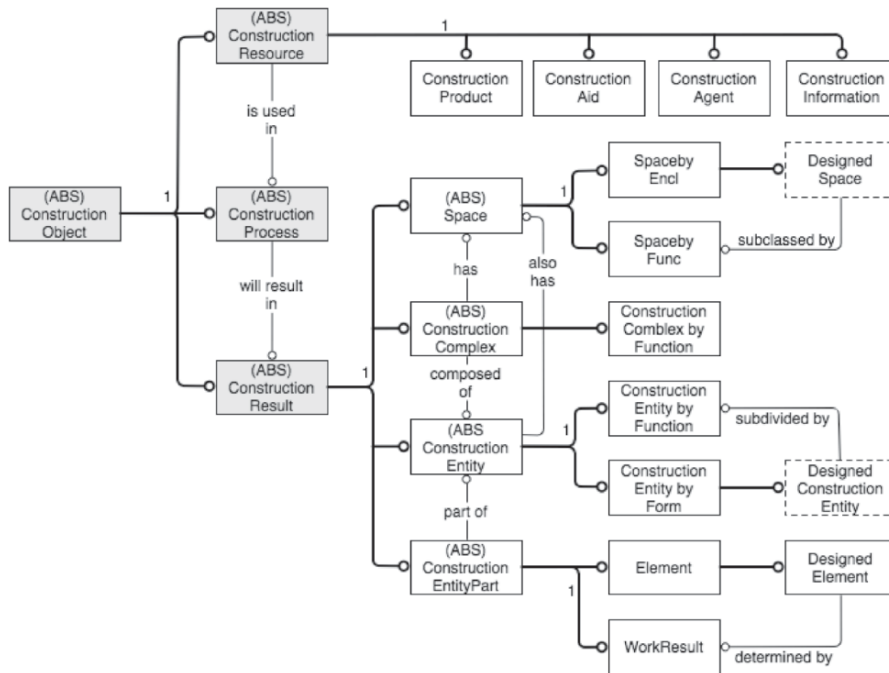 (ABS)
Construction
Resource
1
Construction
Product
Construction
Aid
Construction
Agent
Construction
Information
is used
in
(ABS)
Construction
Object
1
(ABS)
Construction
Process
will result
in
(ABS)
Construction
Result
1
(ABS)
Space
1
Spaceby
Encl
Designed
Space
Spaceby
Func
subclassed by
has
also
has
(ABS)
Construction
Complex
Construction
Comblex by
Function
composed
of
(ABS
Construction
Entity
1
Construction
Entity by
Function
subdivided by
Construction
Entity by
Form
Designed
Construction
Entity
part of
(ABS)
Construction
EntityPart
1
Element
Designed
Element
WorkResult
determined by